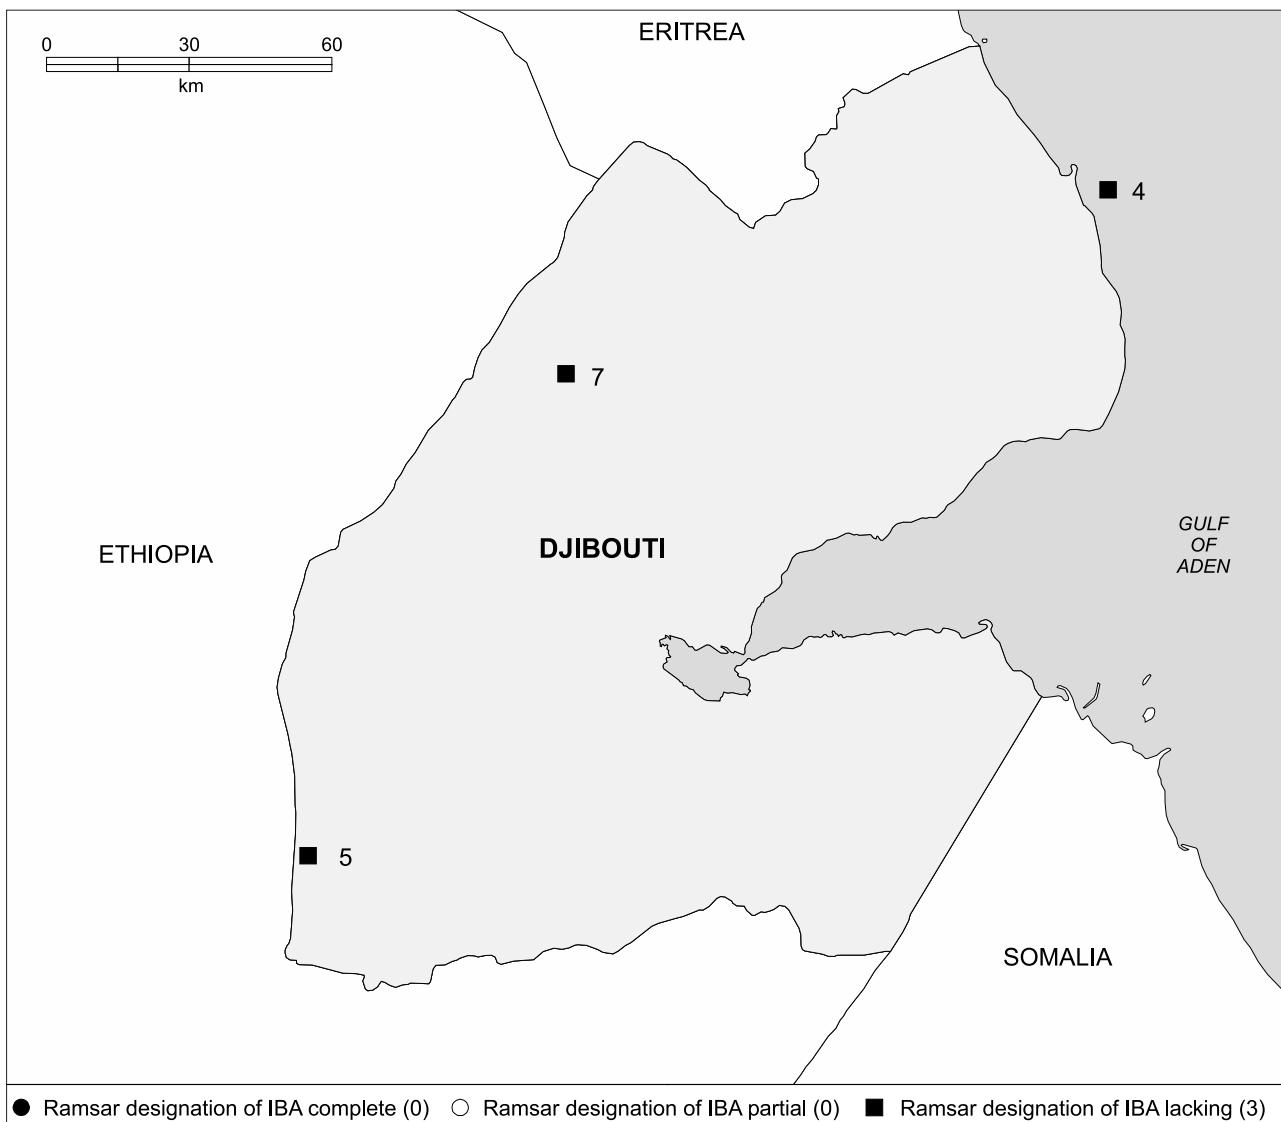 ERITREA
0 30 60
km
4
7
GULF
OF
ADEN
ETHIOPIA
DJIBOUTI
5
SOMALIA
Ramsar designation of IBA complete (0) Ramsar designation of IBA partial (0) Ramsar designation of IBA lacking (3)